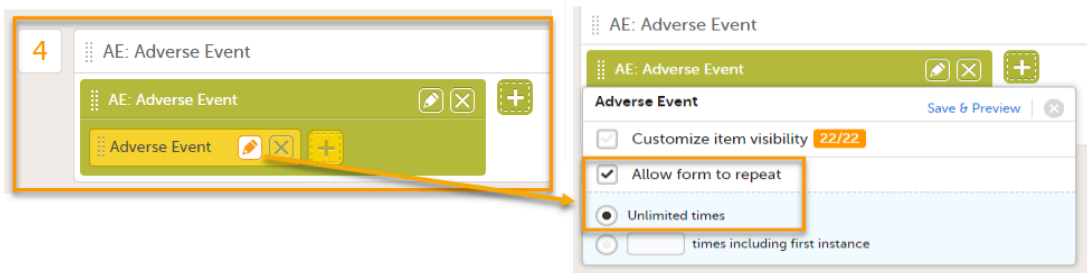 4
AE: Adverse Event
AE: Adverse Event
Adverse Event
AE: Adverse Event
AE: Adverse Event
Adverse Event
Save & Preview
Customize item visibility 22/22
Allow form to repeat
Unlimited times
times including first instance